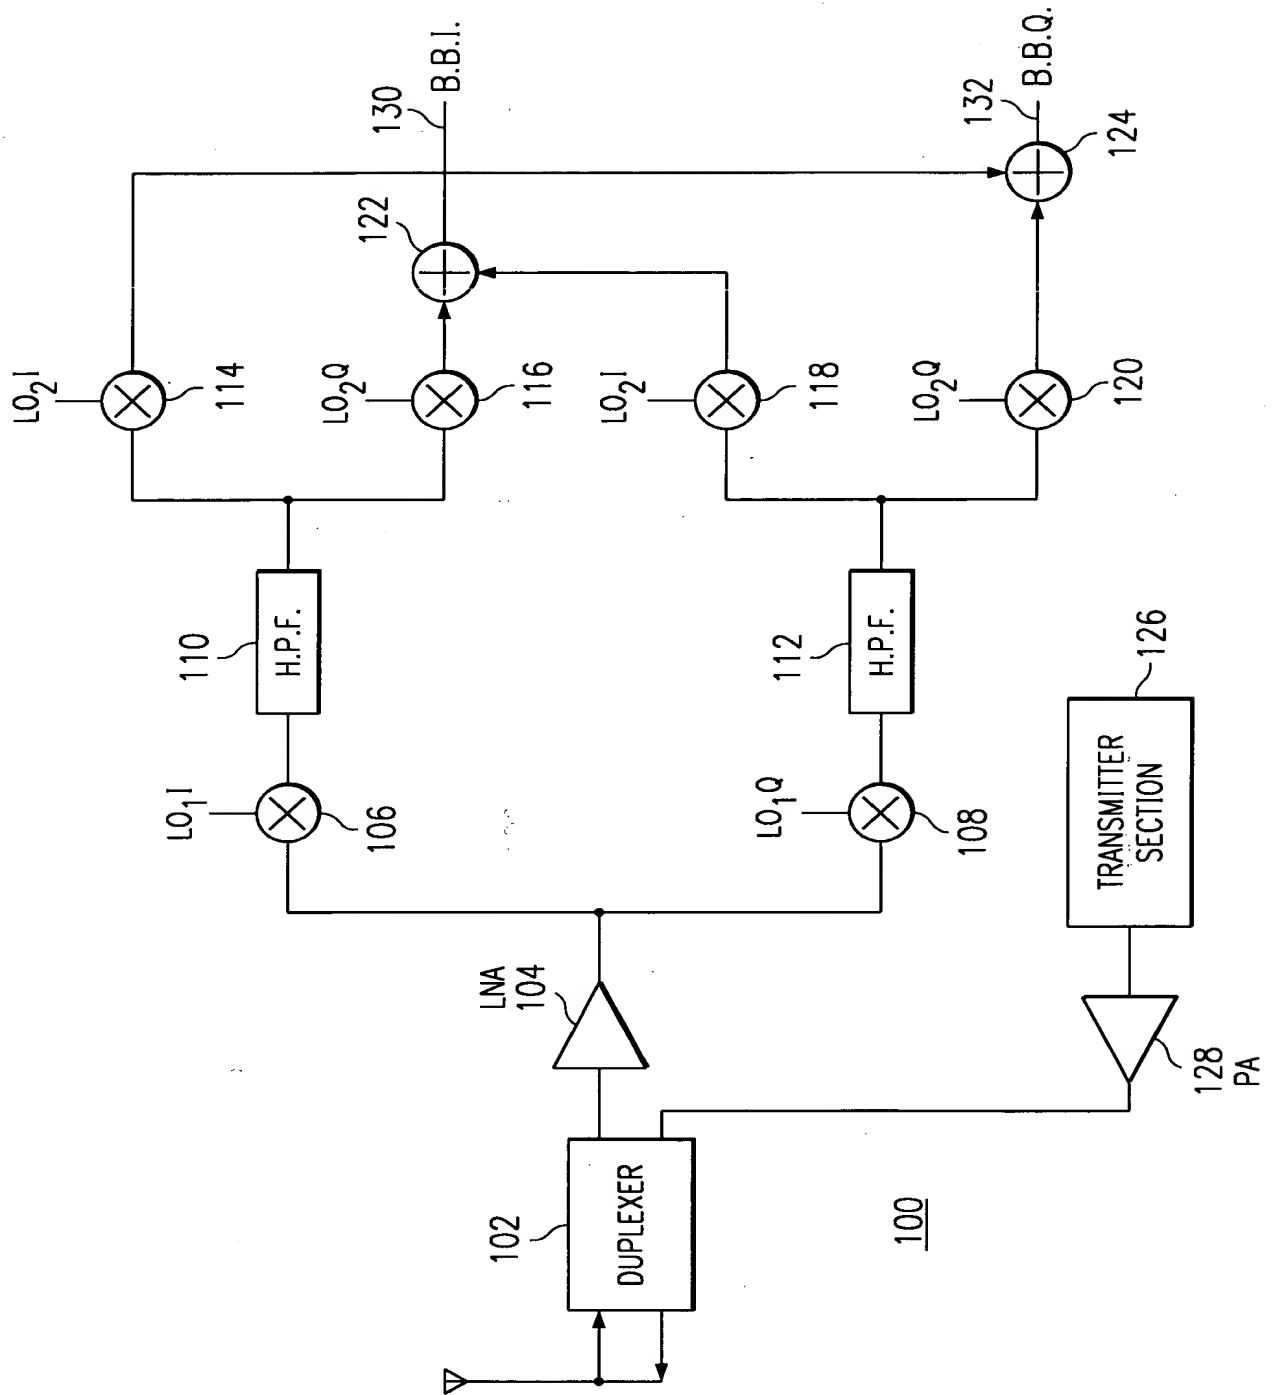 LO₂I
114
LO₂Q
116
122
130
B.B.I.
110
H.P.F.
LO₁I
106
LO₂I
118
LO₂Q
120
132
B.B.Q.
124
112
H.P.F.
LO₁Q
108
LNA
104
102
DUPLEXER
TRANSMITTER
SECTION
126
128
PA
100